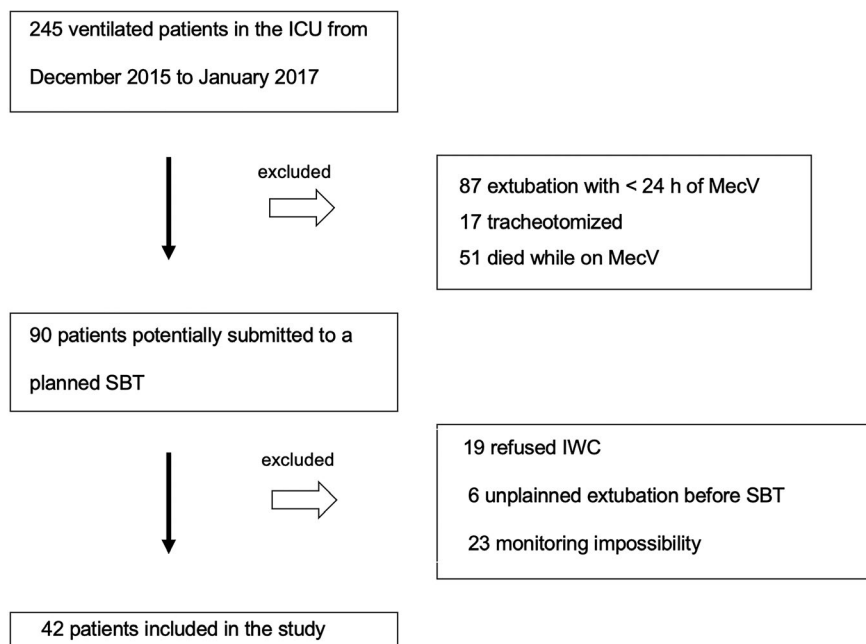 245 ventilated patients in the ICU from
December 2015 to January 2017
excluded
87 extubation with < 24 h of MecV
17 tracheotomized
51 died while on MecV
90 patients potentially submitted to a
planned SBT
excluded
19 refused IWC
6 unplainned extubation before SBT
23 monitoring impossibility
42 patients included in the study